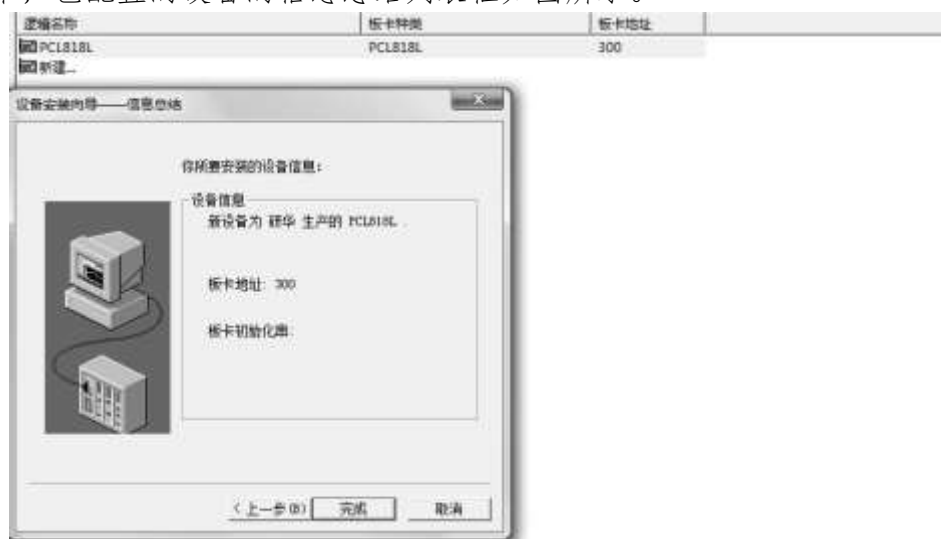 逻辑名称 板卡种类 板卡地址
PCL818L PCL818L 300
新建...
设备安装向导——信息总结
你所要安装的设备信息:
设备信息
新设备为 研华 生产的 PCL818L .
板卡地址: 300
板卡初始化串:
<上一步(B) 完成 取消